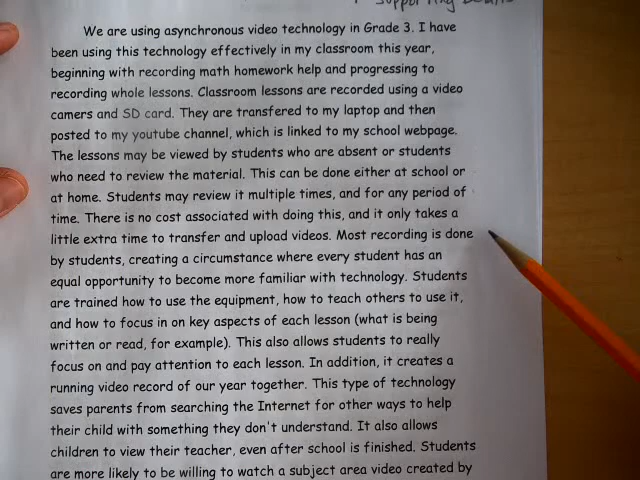 supporting
We are using asynchronous video technology in Grade 3. I have
been using this technology effectively in my classroom this year,
beginning with recording math homework help and progressing to
recording whole lessons. Classroom lessons are recorded using a video
camers and SD card. They are transfered to my laptop and then
posted to my youtube channel, which is linked to my school webpage.
The lessons may be viewed by students who are absent or students
who need to review the material. This can be done either at school or
at home. Students may review it multiple times, and for any period of
time. There is no cost associated with doing this, and it only takes a
little extra time to transfer and upload videos. Most recording is done
by students, creating a circumstance where every student has an
equal opportunity to become more familiar with technology. Students
are trained how to use the equipment, how to teach others to use it,
and how to focus in on key aspects of each lesson (what is being
written or read, for example). This also allows students to really
focus on and pay attention to each lesson. In addition, it creates a
running video record of our year together. This type of technology
saves parents from searching the Internet for other ways to help
their child with something they don't understand. It also allows
children to view their teacher, even after school is finished. Students
are more likely to be willing to watch a subject area video created by